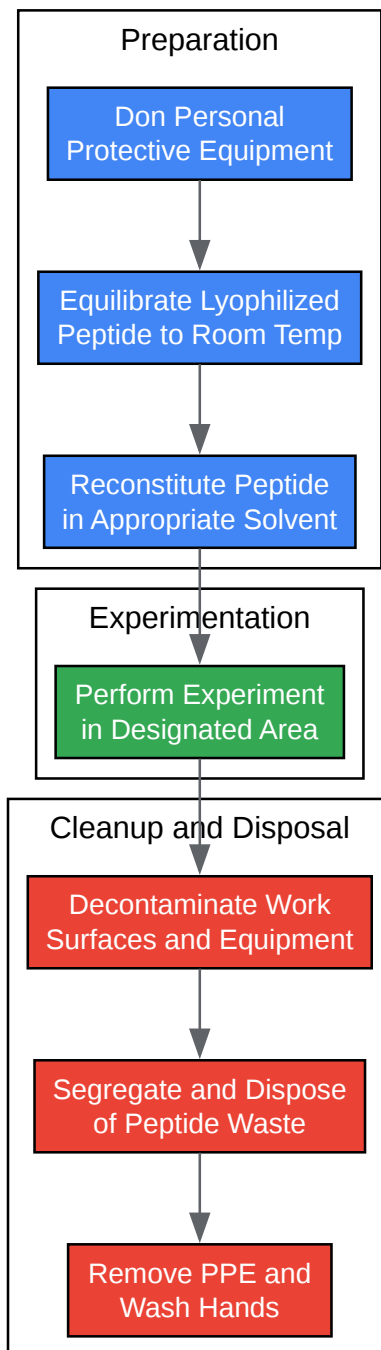 Preparation
Don Personal
Protective Equipment
Equilibrate Lyophilized
Peptide to Room Temp
Reconstitute Peptide
in Appropriate Solvent
Experimentation
Perform Experiment
in Designated Area
Cleanup and Disposal
Decontaminate Work
Surfaces and Equipment
Segregate and Dispose
of Peptide Waste
Remove PPE and
Wash Hands